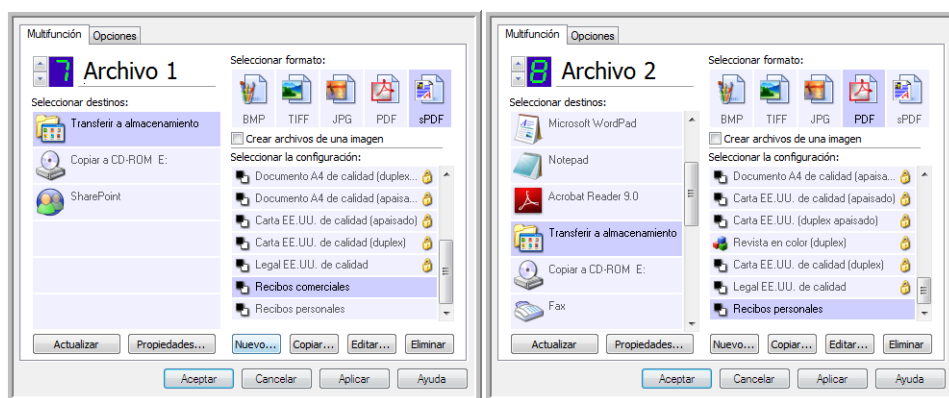 Multifunción Opciones
7 Archivo 1
Seleccionar destinos:
Transferir a almacenamiento
Copiar a CD-ROM E:
SharePoint
Actualizar Propiedades...
Seleccionar formato:
BMP TIFF JPG PDF sPDF
Crear archivos de una imagen
Seleccionar la configuración:
Documento A4 de calidad (duplex...
Documento A4 de calidad (apaisa...
Carta EE.UU. de calidad (apaisado)
Carta EE.UU. de calidad (duplex)
Legal EE.UU. de calidad
Recibos comerciales
Recibos personales
Nuevo... Copiar... Editar... Eliminar
Aceptar Cancelar Aplicar Ayuda
Multifunción Opciones
8 Archivo 2
Seleccionar destinos:
Microsoft WordPad
Notepad
Acrobat Reader 9.0
Transferir a almacenamiento
Copiar a CD-ROM E:
Fax
Actualizar Propiedades...
Seleccionar formato:
BMP TIFF JPG PDF sPDF
Crear archivos de una imagen
Seleccionar la configuración:
Documento A4 de calidad (apaisa...
Carta EE.UU. de calidad (apaisado)
Carta EE.UU. (duplex apaisado)
Revista en color (duplex)
Carta EE.UU. de calidad (duplex)
Legal EE.UU. de calidad
Recibos personales
Nuevo... Copiar... Editar... Eliminar
Aceptar Cancelar Aplicar Ayuda